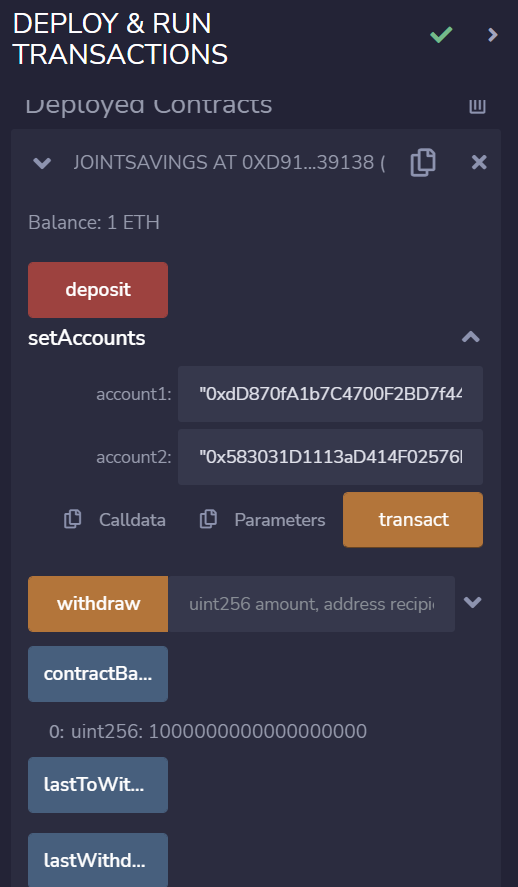 DEPLOY & RUN
TRANSACTIONS
Deployed Contracts
JOINTSAVINGS AT 0XD91...39138 (
Balance: 1 ETH
deposit
setAccounts
account1: "0xdD870fA1b7C4700F2BD7f44
account2: "0x583031D1113aD414F02576
Calldata Parameters transact
withdraw uint256 amount, address recipi
contractBa...
0: uint256: 1000000000000000000
lastToWit...
lastWithd...